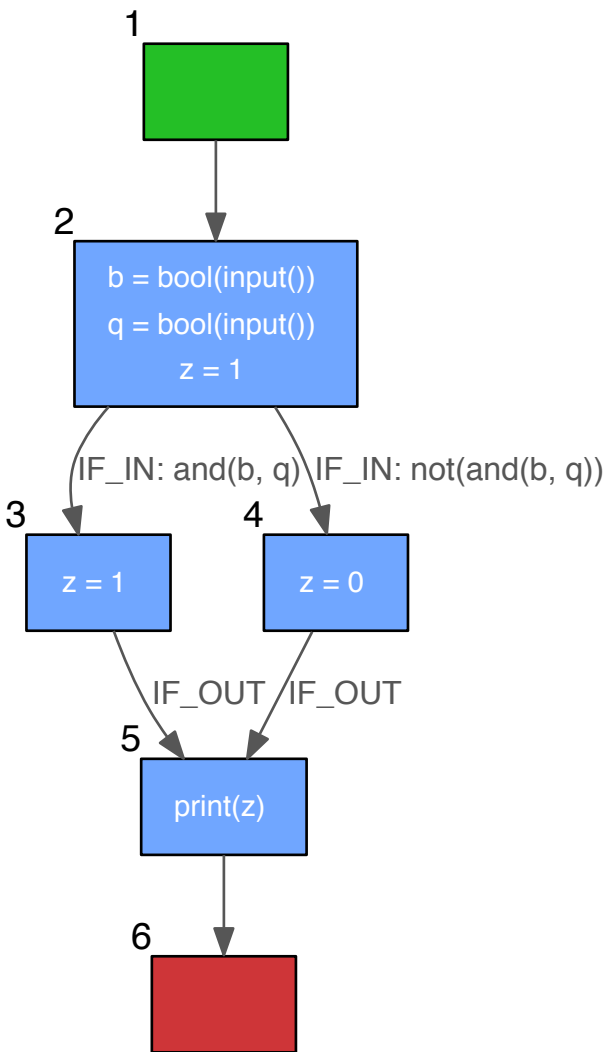 1
2
b = bool(input())
q = bool(input())
z = 1
IF_IN: and(b, q)
IF_IN: not(and(b, q))
3
4
z = 1
z = 0
IF_OUT
IF_OUT
5
print(z)
6